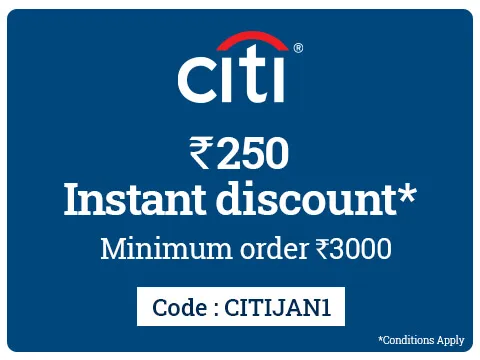 citi®
₹250
Instant discount*
Minimum order ₹3000
Code : CITIJAN1
*Conditions Apply